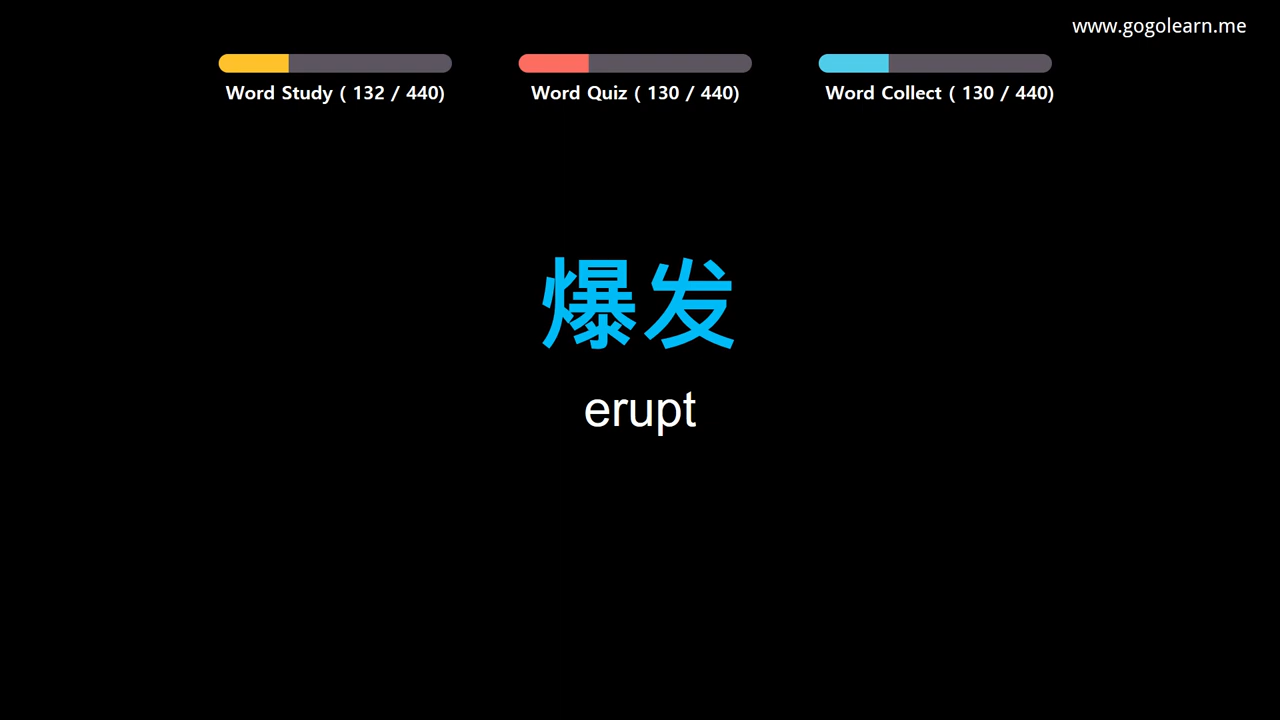 www.gogolearn.me
Word Study ( 132 / 440)
Word Quiz ( 130 / 440)
Word Collect ( 130 / 440)
爆发
erupt